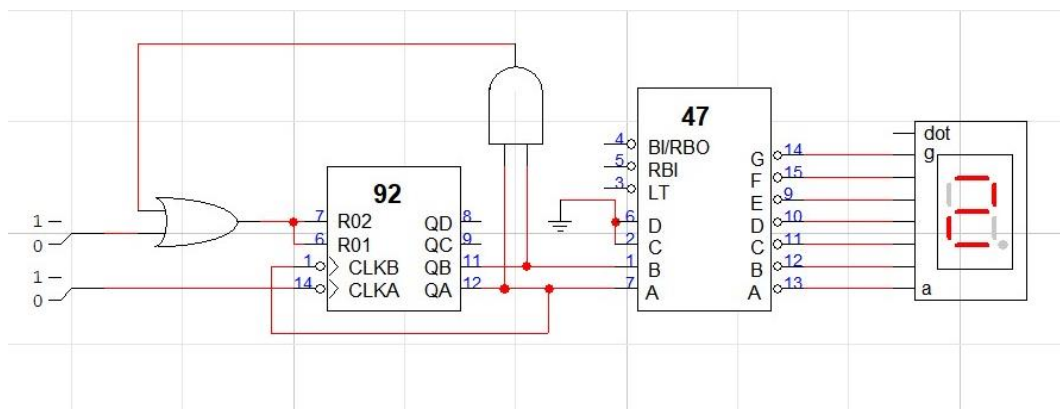 1
0
1
0
92
7 R02 QD 8
6 R01 QC 9
1 CLKB QB 11
14 CLKA QA 12
47
4 BI/RBO
5 RBI G 14
3 LT F 15
E 9
6 D D 10
2 C C 11
1 B B 12
7 A A 13
dot
g
a
2